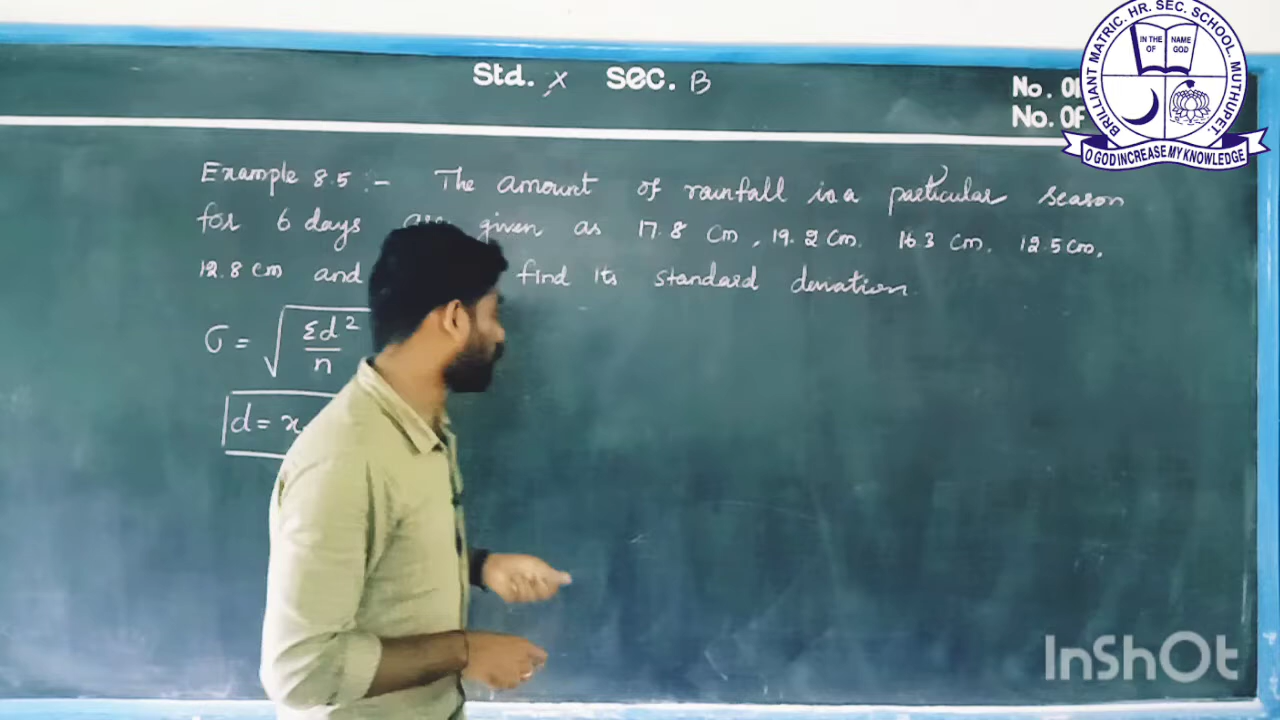 Std. X SEC. B
No. OF
No. OF
BRILLIANT MATRIC. HR. SEC. SCHOOL. MUTHUPET.
IN THE NAME
OF GOD
O GOD INCREASE MY KNOWLEDGE
Example 8.5 :- The amount of rainfall in a particular season
for 6 days are given as 17.8 cm, 19.2 cm. 16.3 cm. 12.5 cm,
12.8 cm and find its standard deviation.
σ = √ Σd²
n
d = x
InShOt